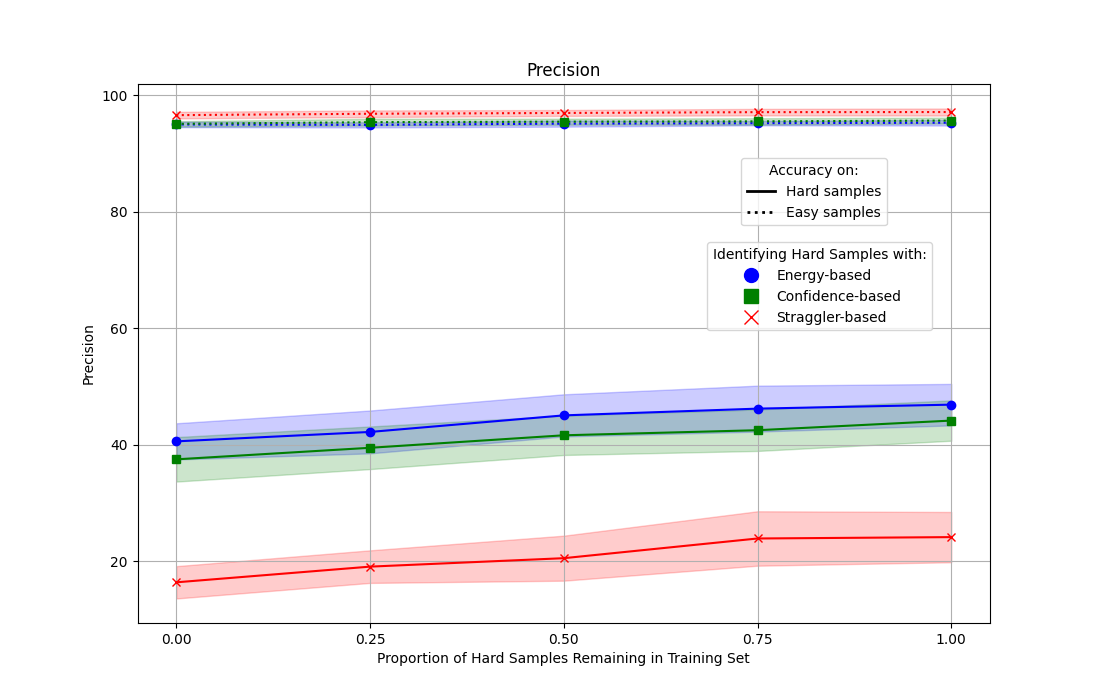 Precision
100
80
60
40
20
Precision
Accuracy on:
Hard samples
Easy samples
Identifying Hard Samples with:
Energy-based
Confidence-based
Straggler-based
0.00 0.25 0.50 0.75 1.00
Proportion of Hard Samples Remaining in Training Set